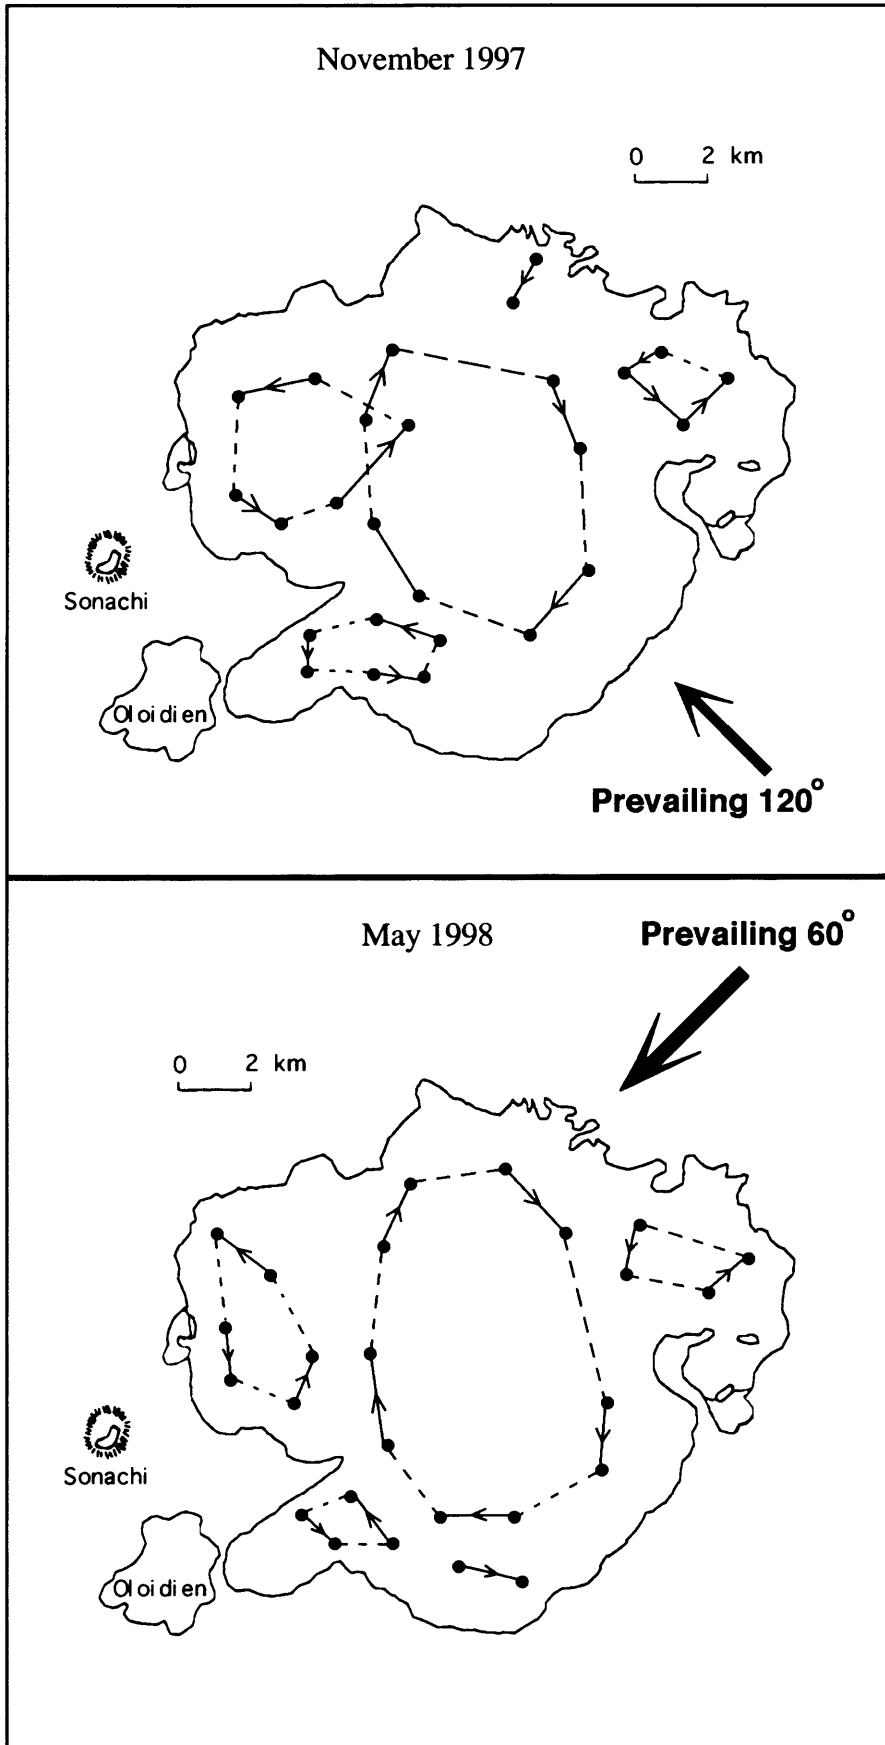 November 1997
0 2 km
Sonachi
Oloidien
Prevailing 120°
May 1998
Prevailing 60°
0 2 km
Sonachi
Oloidien